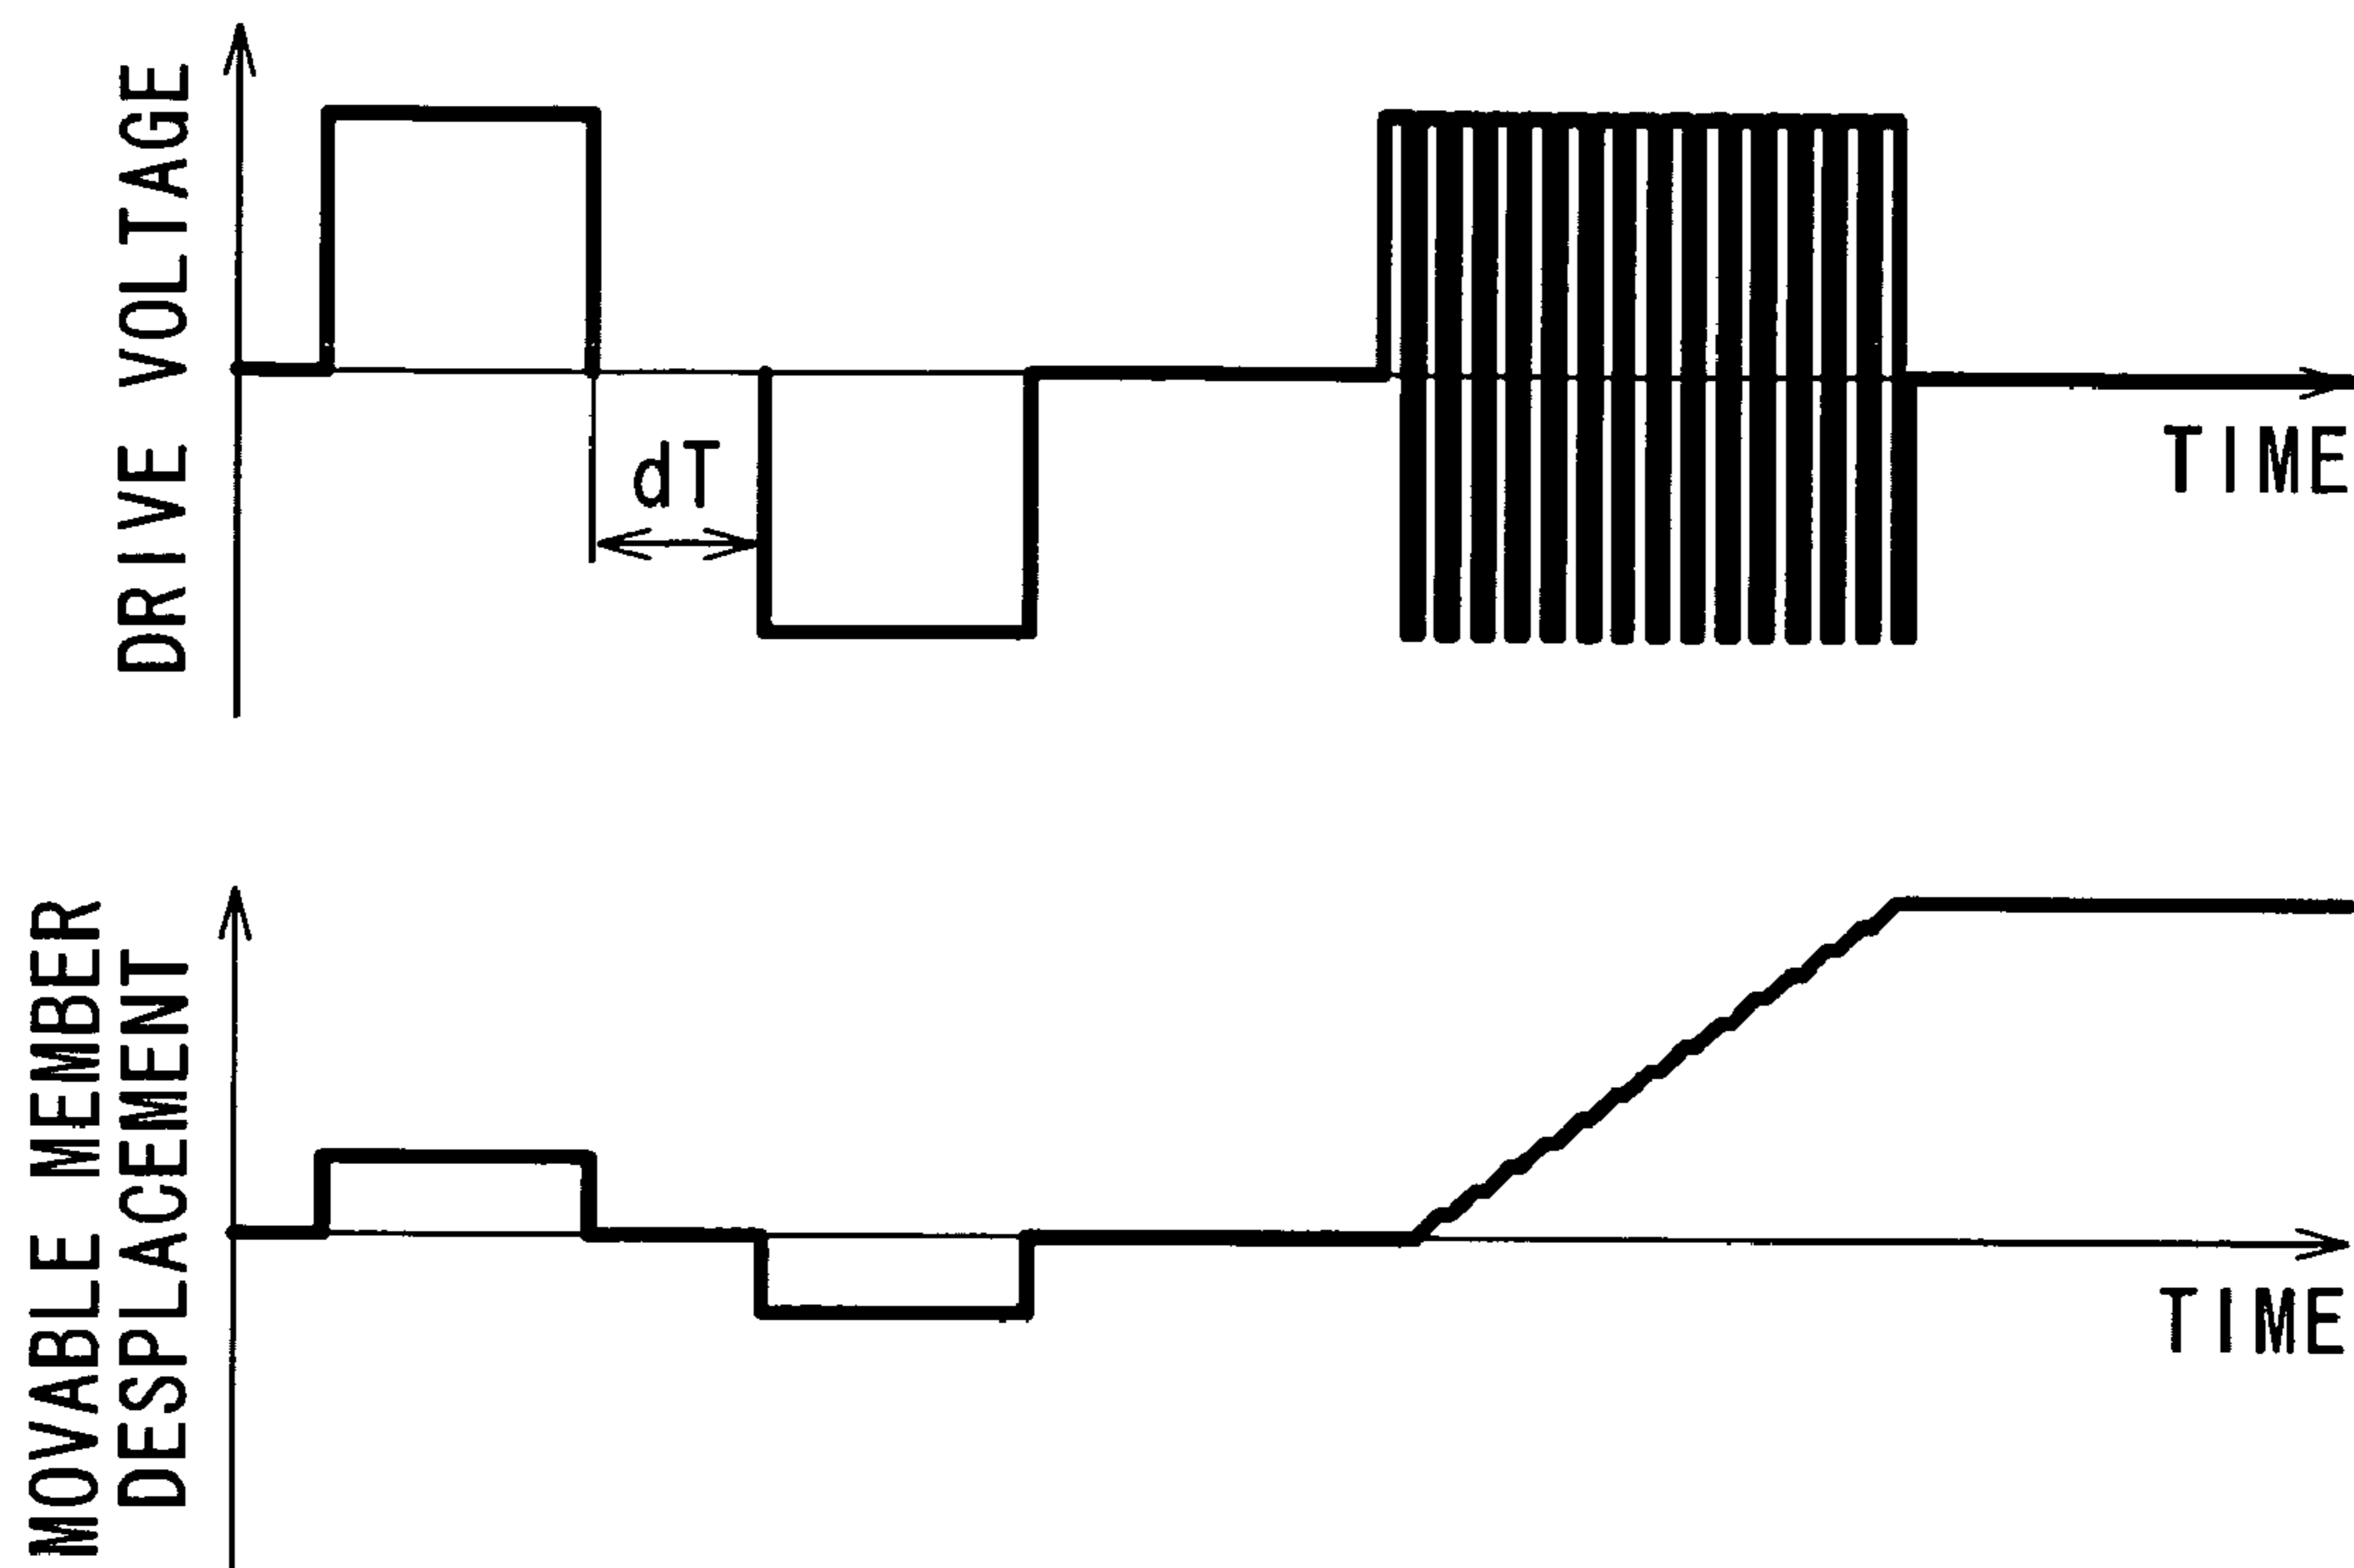 DRIVE VOLTAGE
dT
TIME
MOVABLE MEMBER
DESPLACEMENT
TIME